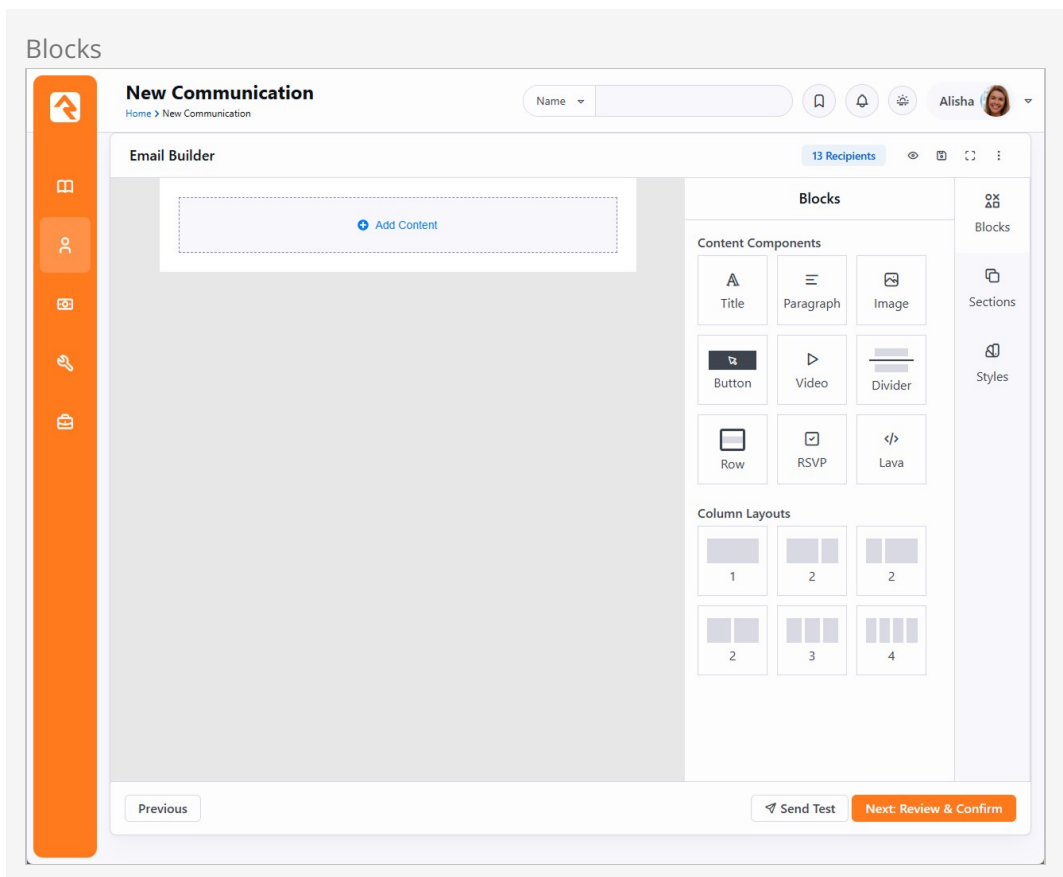 Blocks
New Communication
Home > New Communication
Name
Alisha
Email Builder
13 Recipients
Add Content
Blocks
Content Components
Title
Paragraph
Image
Button
Video
Divider
Row
RSVP
</>
Lava
Column Layouts
1
2
2
2
3
4
Blocks
Sections
Styles
Previous
Send Test
Next: Review & Confirm